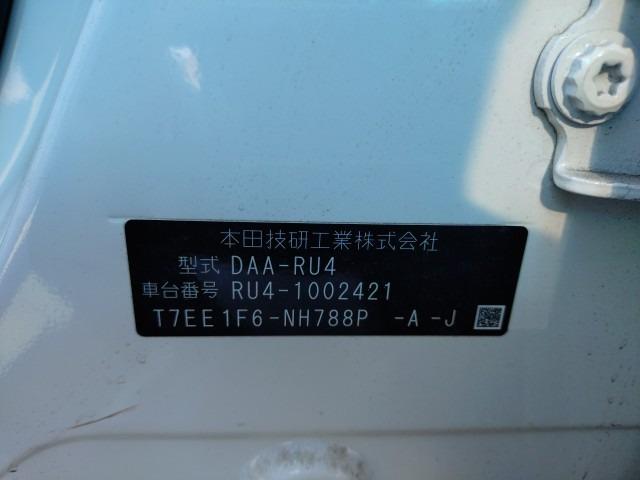 本田技研工業株式会社
型式 DAA-RU4
車台番号 RU4-1002421
T7EE1F6-NH788P -A-J